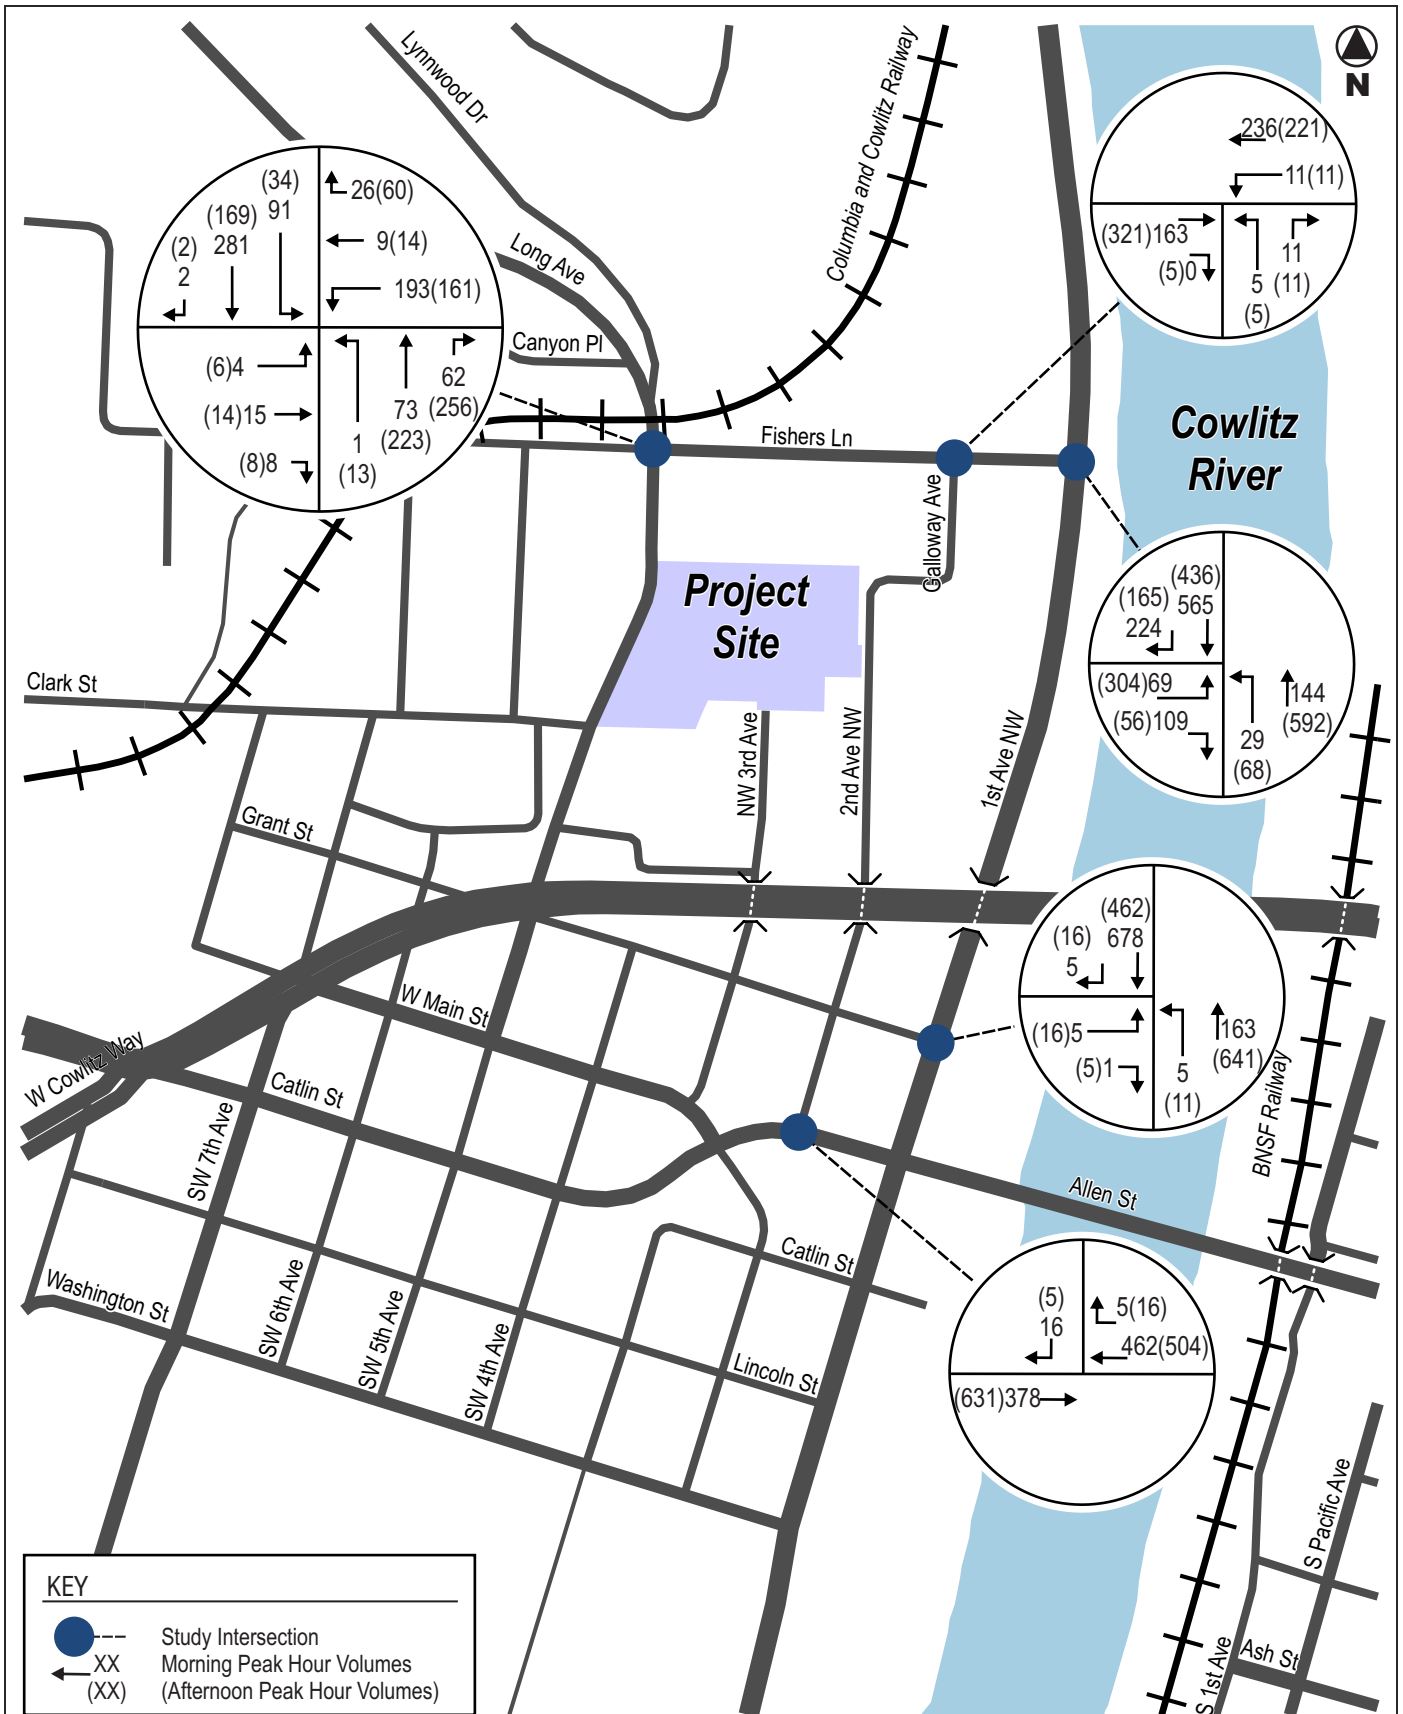 N
Lynnwood Dr
Columbia and Cowlitz Railway
Long Ave
Canyon Pl
(34)
91
(169)
281
(2)
2
26(60)
9(14)
193(161)
(6)4
(14)15
(8)8
1
(13)
73
(223)
62
(256)
236(221)
11(11)
(321)163
(5)0
5
(5)
11
(11)
Fishers Ln
Galloway Ave
Cowlitz
River
Project
Site
(436)
565
(165)
224
(304)69
(56)109
29
(68)
144
(592)
Clark St
NW 3rd Ave
2nd Ave NW
1st Ave NW
Grant St
(462)
678
(16)
5
(16)5
(5)1
5
(11)
163
(641)
W Main St
W Cowlitz Way
Catlin St
BNSF Railway
SW 7th Ave
Allen St
Catlin St
Washington St
SW 6th Ave
SW 5th Ave
SW 4th Ave
Lincoln St
(5)
16
5(16)
462(504)
(631)378
S Pacific Ave
Ash St
S 1st Ave
KEY
Study Intersection
XX Morning Peak Hour Volumes
(XX) (Afternoon Peak Hour Volumes)